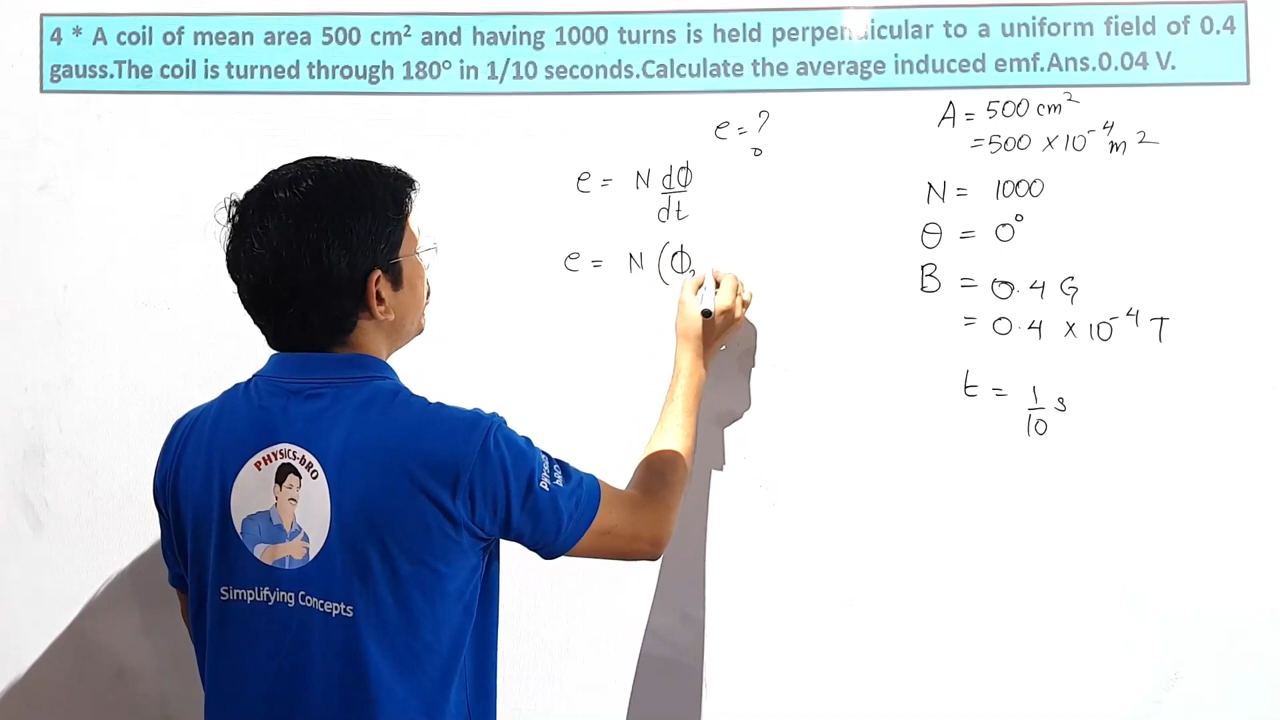 4 * A coil of mean area 500 cm² and having 1000 turns is held perpendicular to a uniform field of 0.4
gauss.The coil is turned through 180° in 1/10 seconds.Calculate the average induced emf.Ans.0.04 V.
e = ?
e = N dΦ/dt
e = N (Φ₂
A = 500 cm²
= 500 × 10⁻⁴ m²
N = 1000
θ = 0°
B = 0.4 G
= 0.4 × 10⁻⁴ T
t = 1/10 s
PHYSICS-bRO
Simplifying Concepts
PHYSICS
bRO